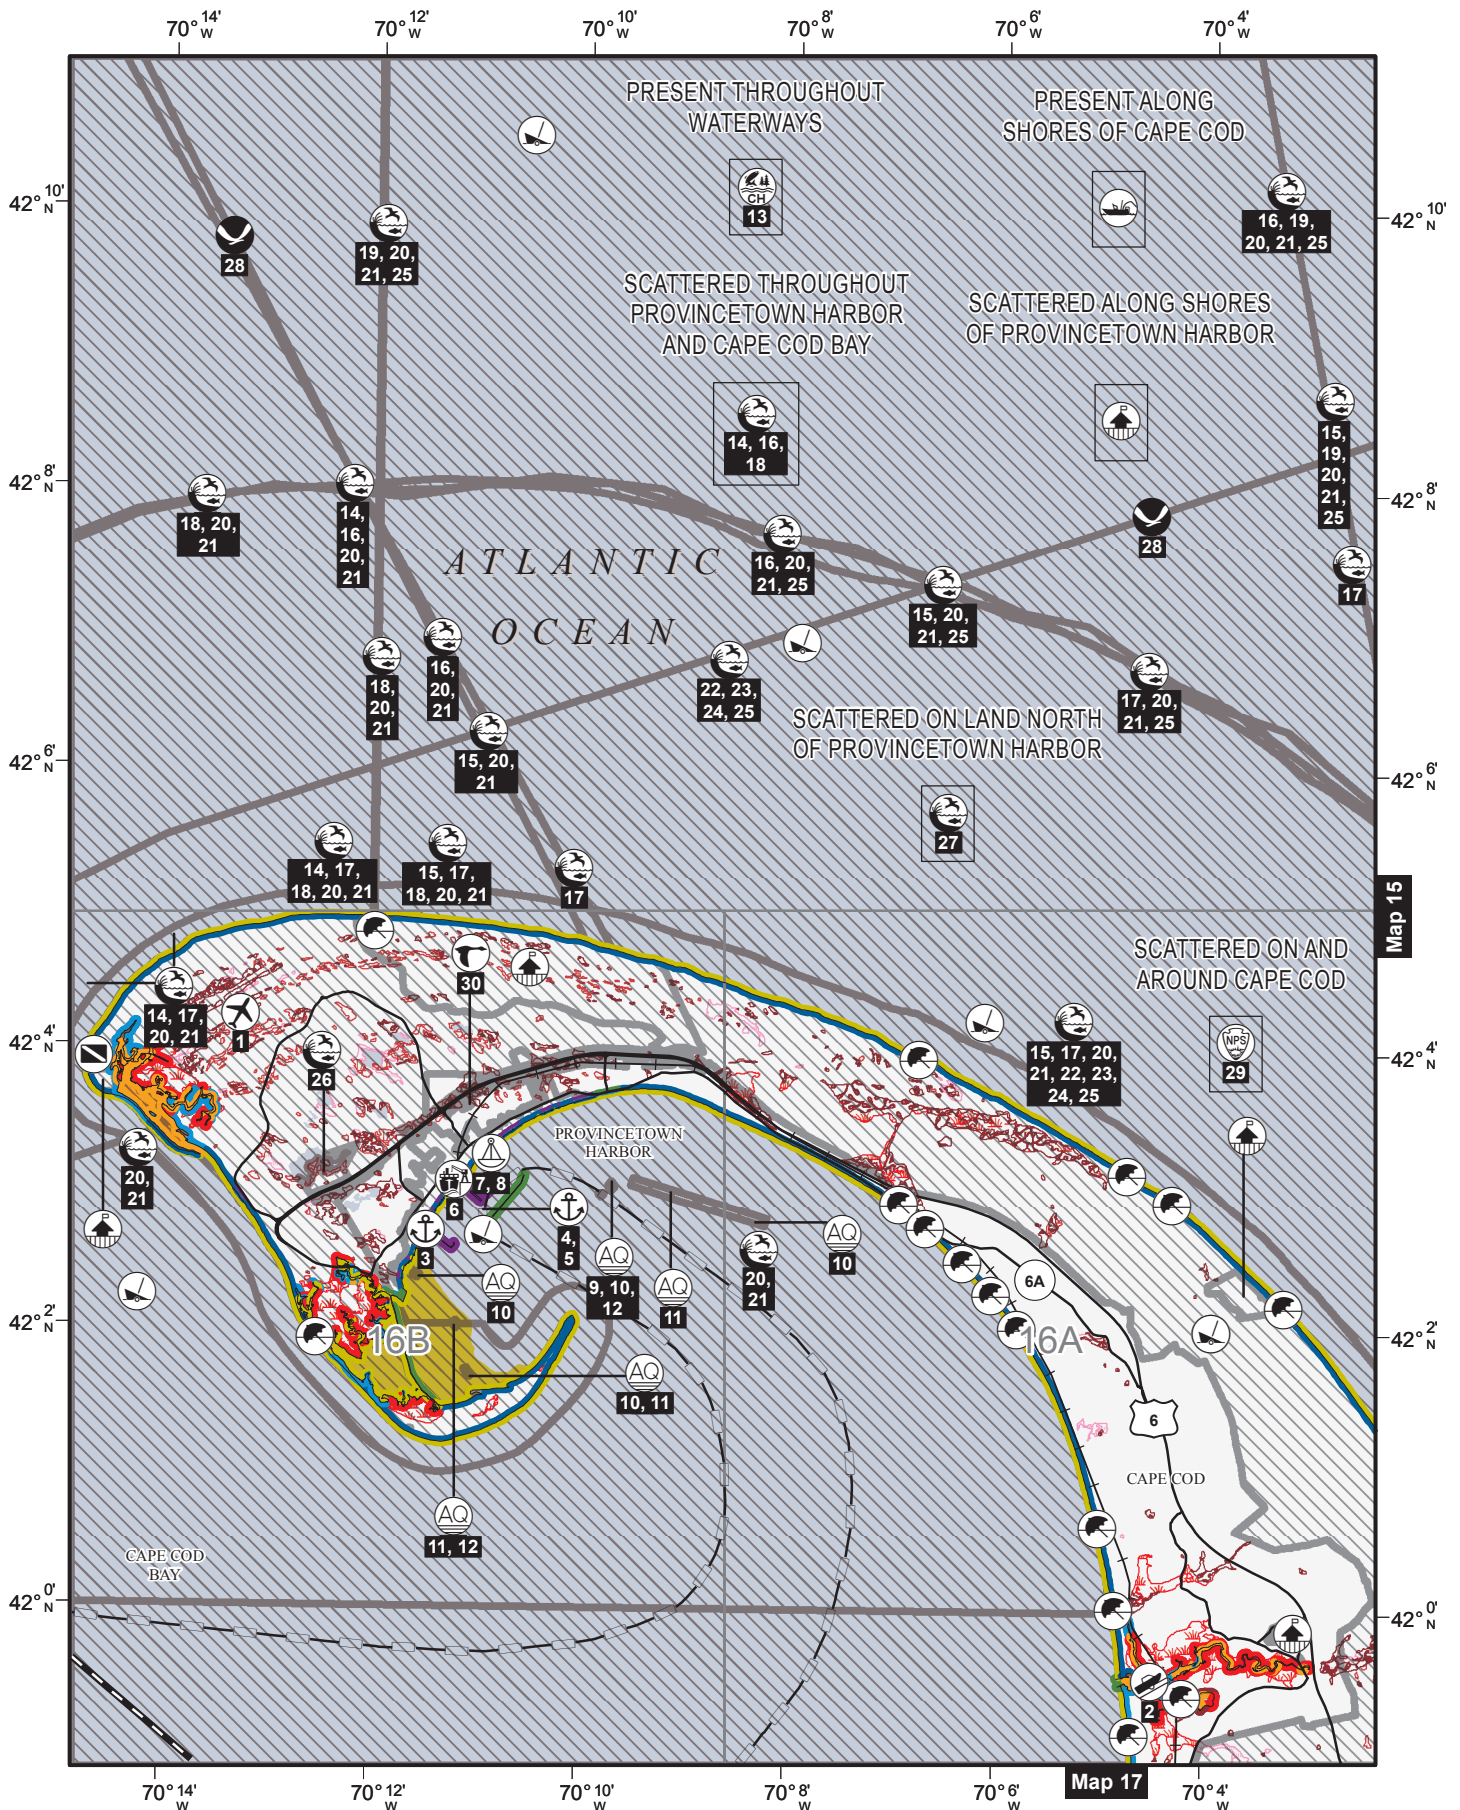 70° 14' W
70° 12' W
70° 10' W
70° 8' W
70° 6' W
70° 4' W
PRESENT THROUGHOUT
WATERWAYS
CH
13
PRESENT ALONG
SHORES OF CAPE COD
42° 10' N
42° 10' N
16, 19,
20, 21, 25
28
19, 20,
21, 25
SCATTERED THROUGHOUT
PROVINCETOWN HARBOR
AND CAPE COD BAY
14, 16,
18
SCATTERED ALONG SHORES
OF PROVINCETOWN HARBOR
15,
19,
20,
21,
25
42° 8' N
42° 8' N
18, 20,
21
14,
16,
20,
21
ATLANTIC
OCEAN
16, 20,
21, 25
28
17
15, 20,
21, 25
18,
20,
21
16,
20,
21
22, 23,
24, 25
17, 20,
21, 25
SCATTERED ON LAND NORTH
OF PROVINCETOWN HARBOR
27
42° 6' N
42° 6' N
15, 20,
21
14, 17,
18, 20, 21
15, 17,
18, 20, 21
17
Map 15
SCATTERED ON AND
AROUND CAPE COD
NPS
29
30
14, 17,
20, 21
1
26
42° 4' N
42° 4' N
15, 17, 20,
21, 22, 23,
24, 25
PROVINCETOWN
HARBOR
20,
21
7, 8
6
3
4,
5
AQ
10
AQ
9, 10,
12
AQ
11
20,
21
AQ
10
6A
42° 2' N
42° 2' N
16B
16A
AQ
10, 11
6
CAPE COD
AQ
11, 12
CAPE COD
BAY
42° 0' N
42° 0' N
2
Map 17
70° 14' W
70° 12' W
70° 10' W
70° 8' W
70° 6' W
70° 4' W